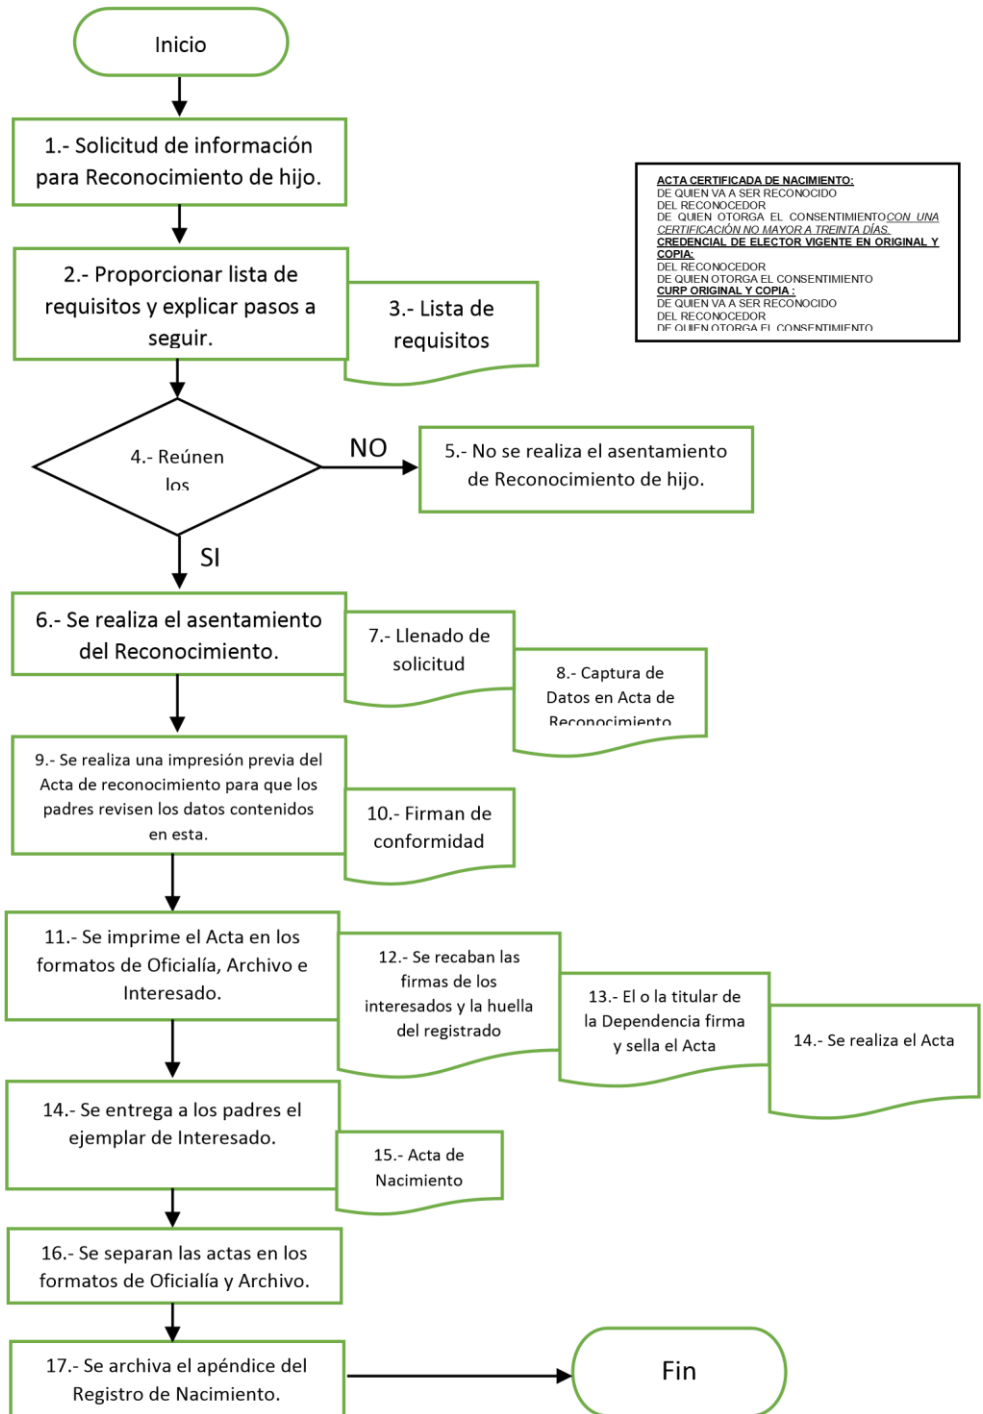 Inicio
1.- Solicitud de información
para Reconocimiento de hijo.
ACTA CERTIFICADA DE NACIMIENTO:
DE QUIEN VA A SER RECONOCIDO
DEL RECONOCEDOR
DE QUIEN OTORGA EL CONSENTIMIENTO CON UNA
CERTIFICACIÓN NO MAYOR A TREINTA DÍAS.
CREDENCIAL DE ELECTOR VIGENTE EN ORIGINAL Y
COPIA:
DEL RECONOCEDOR
DE QUIEN OTORGA EL CONSENTIMIENTO
CURP ORIGINAL Y COPIA :
DE QUIEN VA A SER RECONOCIDO
DEL RECONOCEDOR
DE QUIEN OTORGA EL CONSENTIMIENTO
2.- Proporcionar lista de
requisitos y explicar pasos a
seguir.
3.- Lista de
requisitos
4.- Reúnen
los
NO
5.- No se realiza el asentamiento
de Reconocimiento de hijo.
SI
6.- Se realiza el asentamiento
del Reconocimiento.
7.- Llenado de
solicitud
8.- Captura de
Datos en Acta de
Reconocimiento
9.- Se realiza una impresión previa del
Acta de reconocimiento para que los
padres revisen los datos contenidos
en esta.
10.- Firman de
conformidad
11.- Se imprime el Acta en los
formatos de Oficialía, Archivo e
Interesado.
12.- Se recaban las
firmas de los
interesados y la huella
del registrado
13.- El o la titular de
la Dependencia firma
y sella el Acta
14.- Se realiza el Acta
14.- Se entrega a los padres el
ejemplar de Interesado.
15.- Acta de
Nacimiento
16.- Se separan las actas en los
formatos de Oficialía y Archivo.
17.- Se archiva el apéndice del
Registro de Nacimiento.
Fin